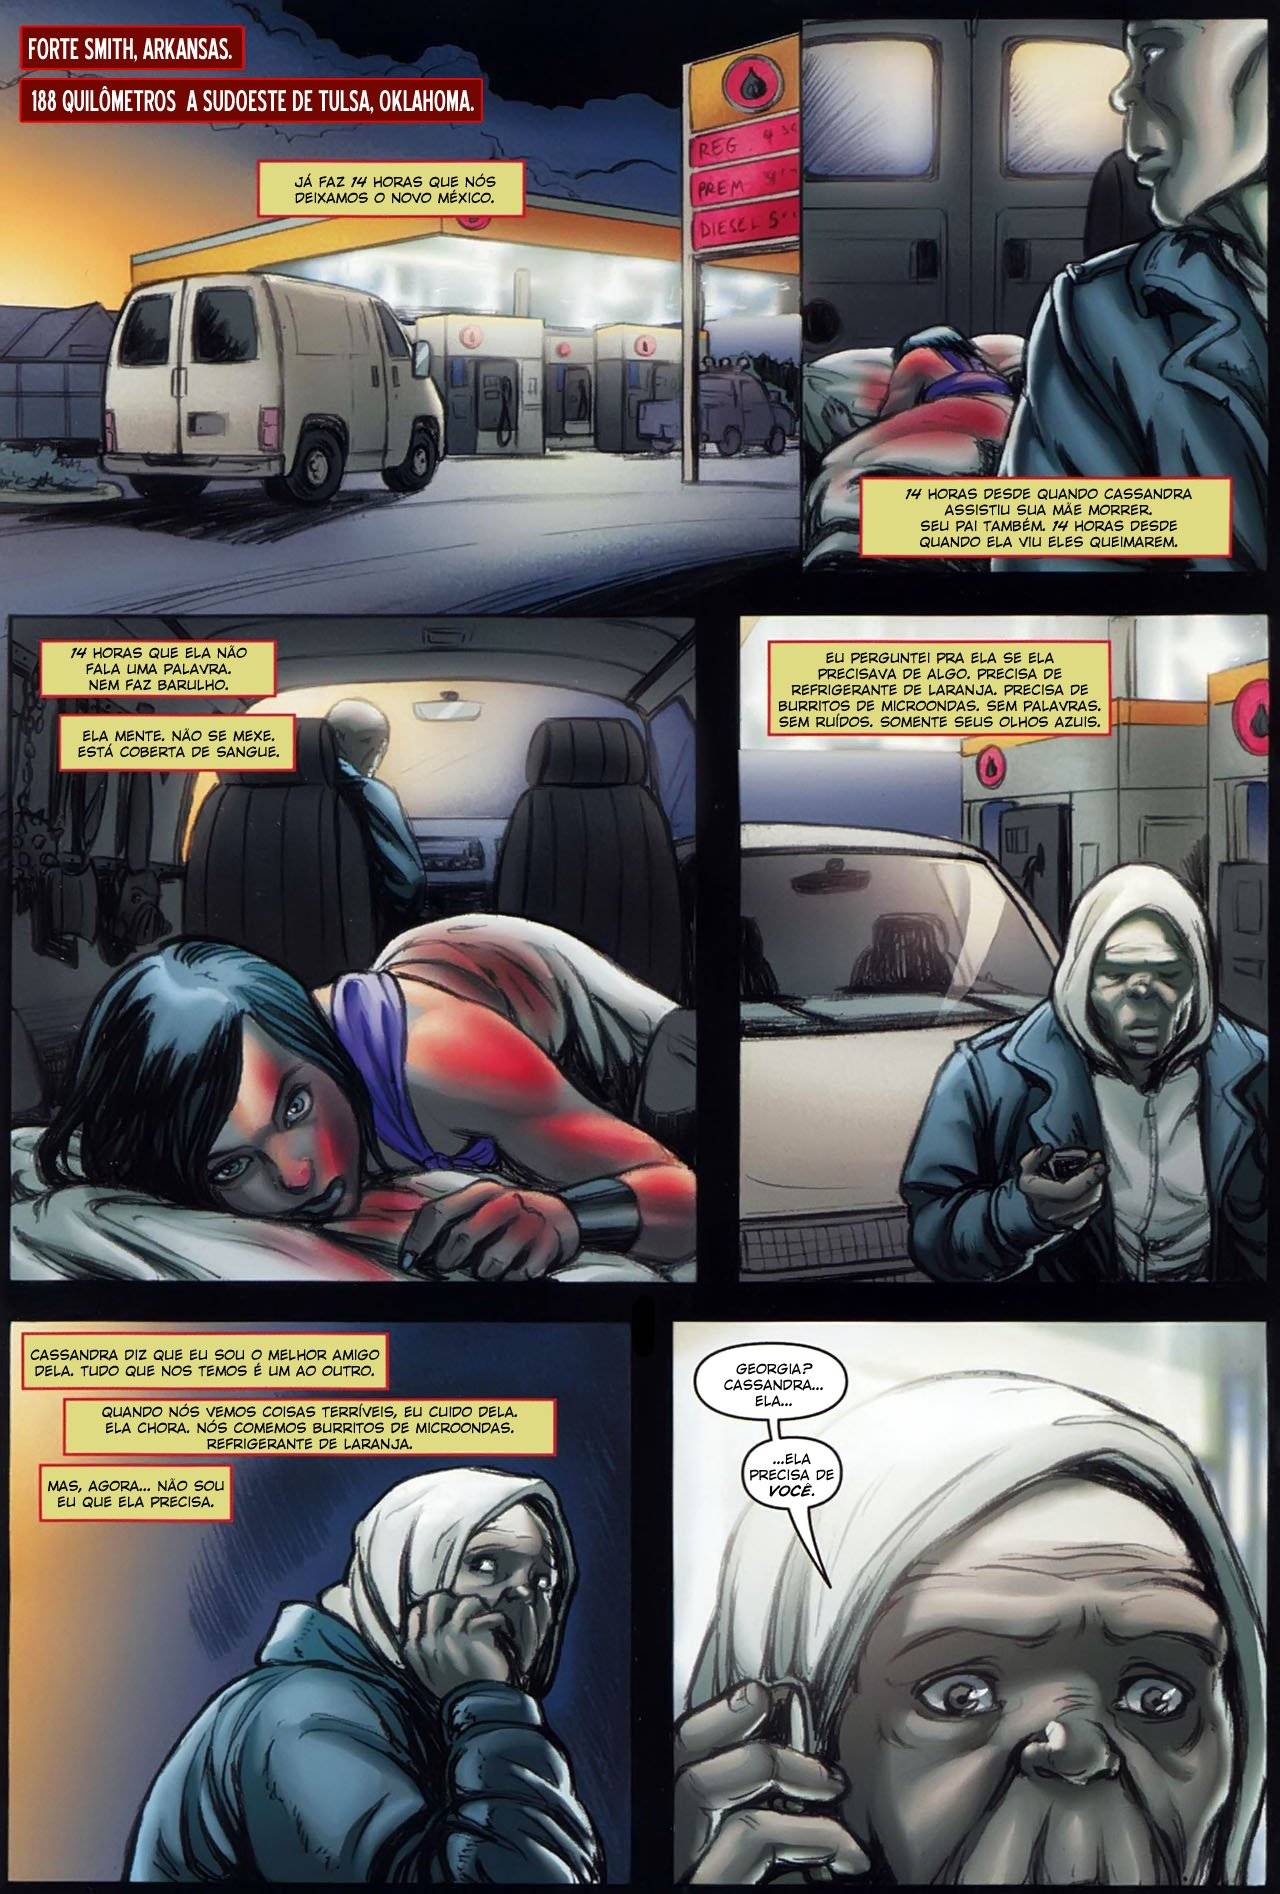 FORTE SMITH, ARKANSAS.
188 QUILÔMETROS A SUDOESTE DE TULSA, OKLAHOMA.
JÁ FAZ 14 HORAS QUE NÓS
DEIXAMOS O NOVO MÉXICO.
REG
PREM
DIESEL 5
14 HORAS DESDE QUANDO CASSANDRA
ASSISTIU SUA MÃE MORRER.
SEU PAI TAMBÉM. 14 HORAS DESDE
QUANDO ELA VIU ELES QUEIMAREM.
14 HORAS QUE ELA NÃO
FALA UMA PALAVRA.
NEM FAZ BARULHO.
ELA MENTE. NÃO SE MEXE.
ESTÁ COBERTA DE SANGUE.
EU PERGUNTEI PRA ELA SE ELA
PRECISAVA DE ALGO. PRECISA DE
REFRIGERANTE DE LARANJA. PRECISA DE
BURRITOS DE MICROONDAS. SEM PALAVRAS.
SEM RUÍDOS. SOMENTE SEUS OLHOS AZUIS.
CASSANDRA DIZ QUE EU SOU O MELHOR AMIGO
DELA. TUDO QUE NOS TEMOS É UM AO OUTRO.
QUANDO NÓS VEMOS COISAS TERRÍVEIS, EU CUIDO DELA.
ELA CHORA. NÓS COMEMOS BURRITOS DE MICROONDAS.
REFRIGERANTE DE LARANJA.
MAS, AGORA... NÃO SOU
EU QUE ELA PRECISA.
GEORGIA?
CASSANDRA...
ELA...
...ELA
PRECISA DE
VOCÊ.